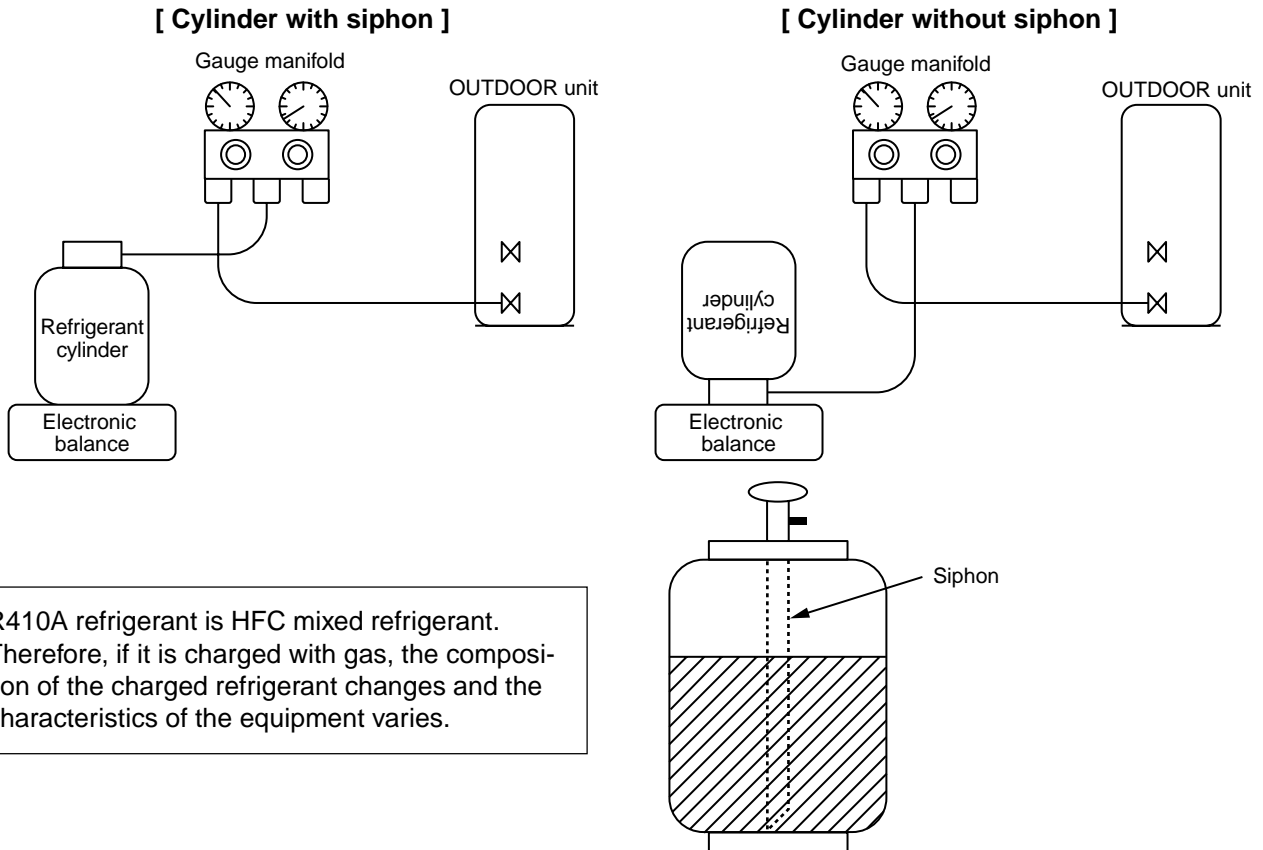 [ Cylinder with siphon ]
Gauge manifold
OUTDOOR unit
Refrigerant
cylinder
Electronic
balance
[ Cylinder without siphon ]
Gauge manifold
OUTDOOR unit
Refrigerant
cylinder
Electronic
balance
Siphon
R410A refrigerant is HFC mixed refrigerant.
Therefore, if it is charged with gas, the composi-
on of the charged refrigerant changes and the
characteristics of the equipment varies.